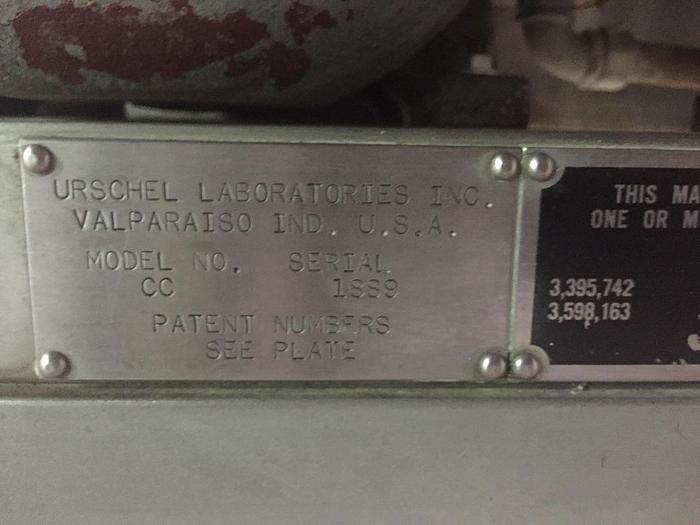 URSCHEL LABORATORIES INC.
VALPARAISO IND. U.S.A.
MODEL NO. SERIAL
CC 1889
PATENT NUMBERS
SEE PLATE
THIS MA
ONE OR M
3,395,742
3,598,163